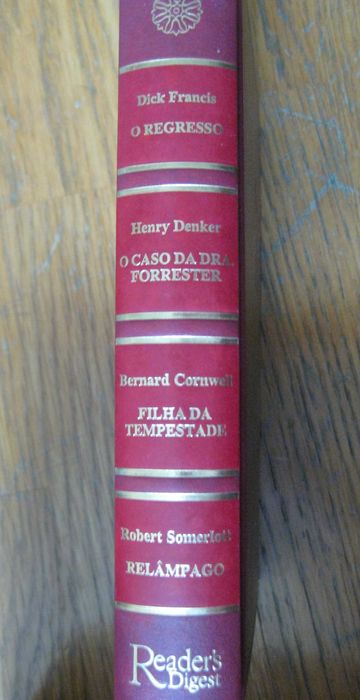 Dick Francis
O REGRESSO
Henry Denker
O CASO DA DRA.
FORRESTER
Bernard Cornwell
FILHA DA
TEMPESTADE
Robert Somerlott
RELÂMPAGO
Reader's
Digest